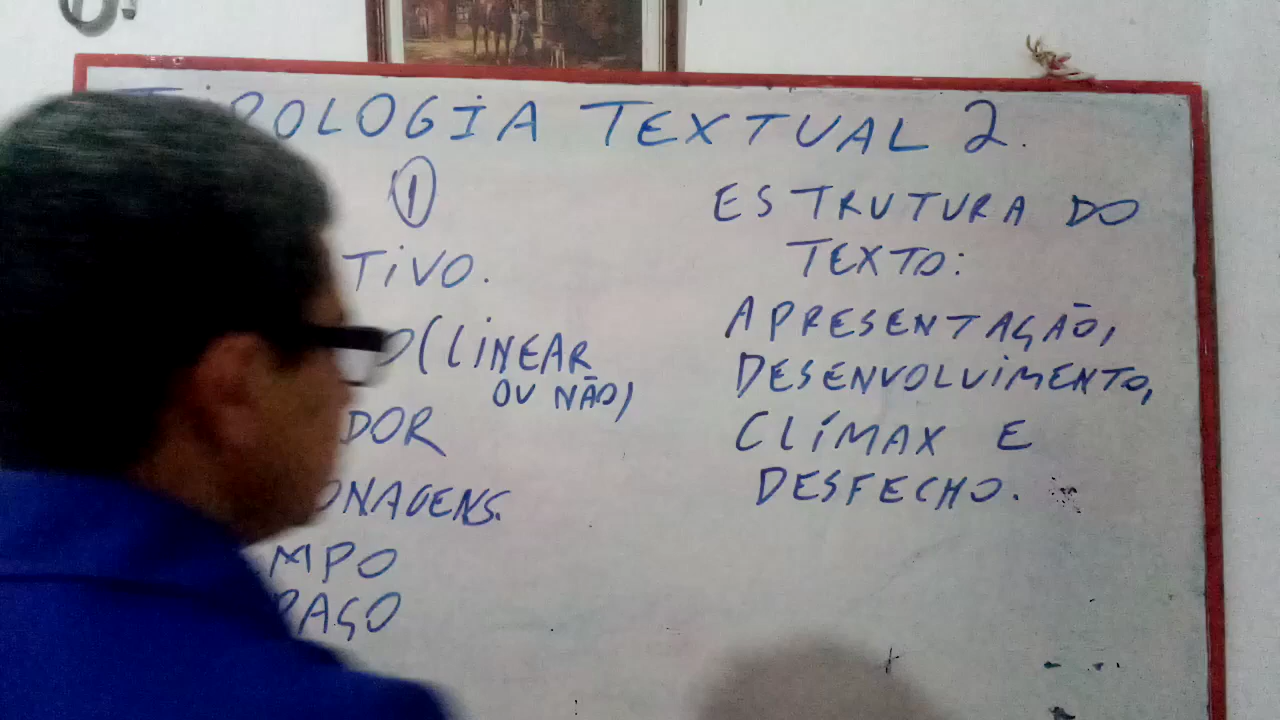 TIPOLOGIA TEXTUAL 2.
1
TIVO.
O (LINEAR
OU NÃO)
DOR
ONAGENS.
MPO
PAÇO
ESTRUTURA DO
TEXTO:
APRESENTAÇÃO,
DESENVOLVIMENTO,
CLÍMAX E
DESFECHO.